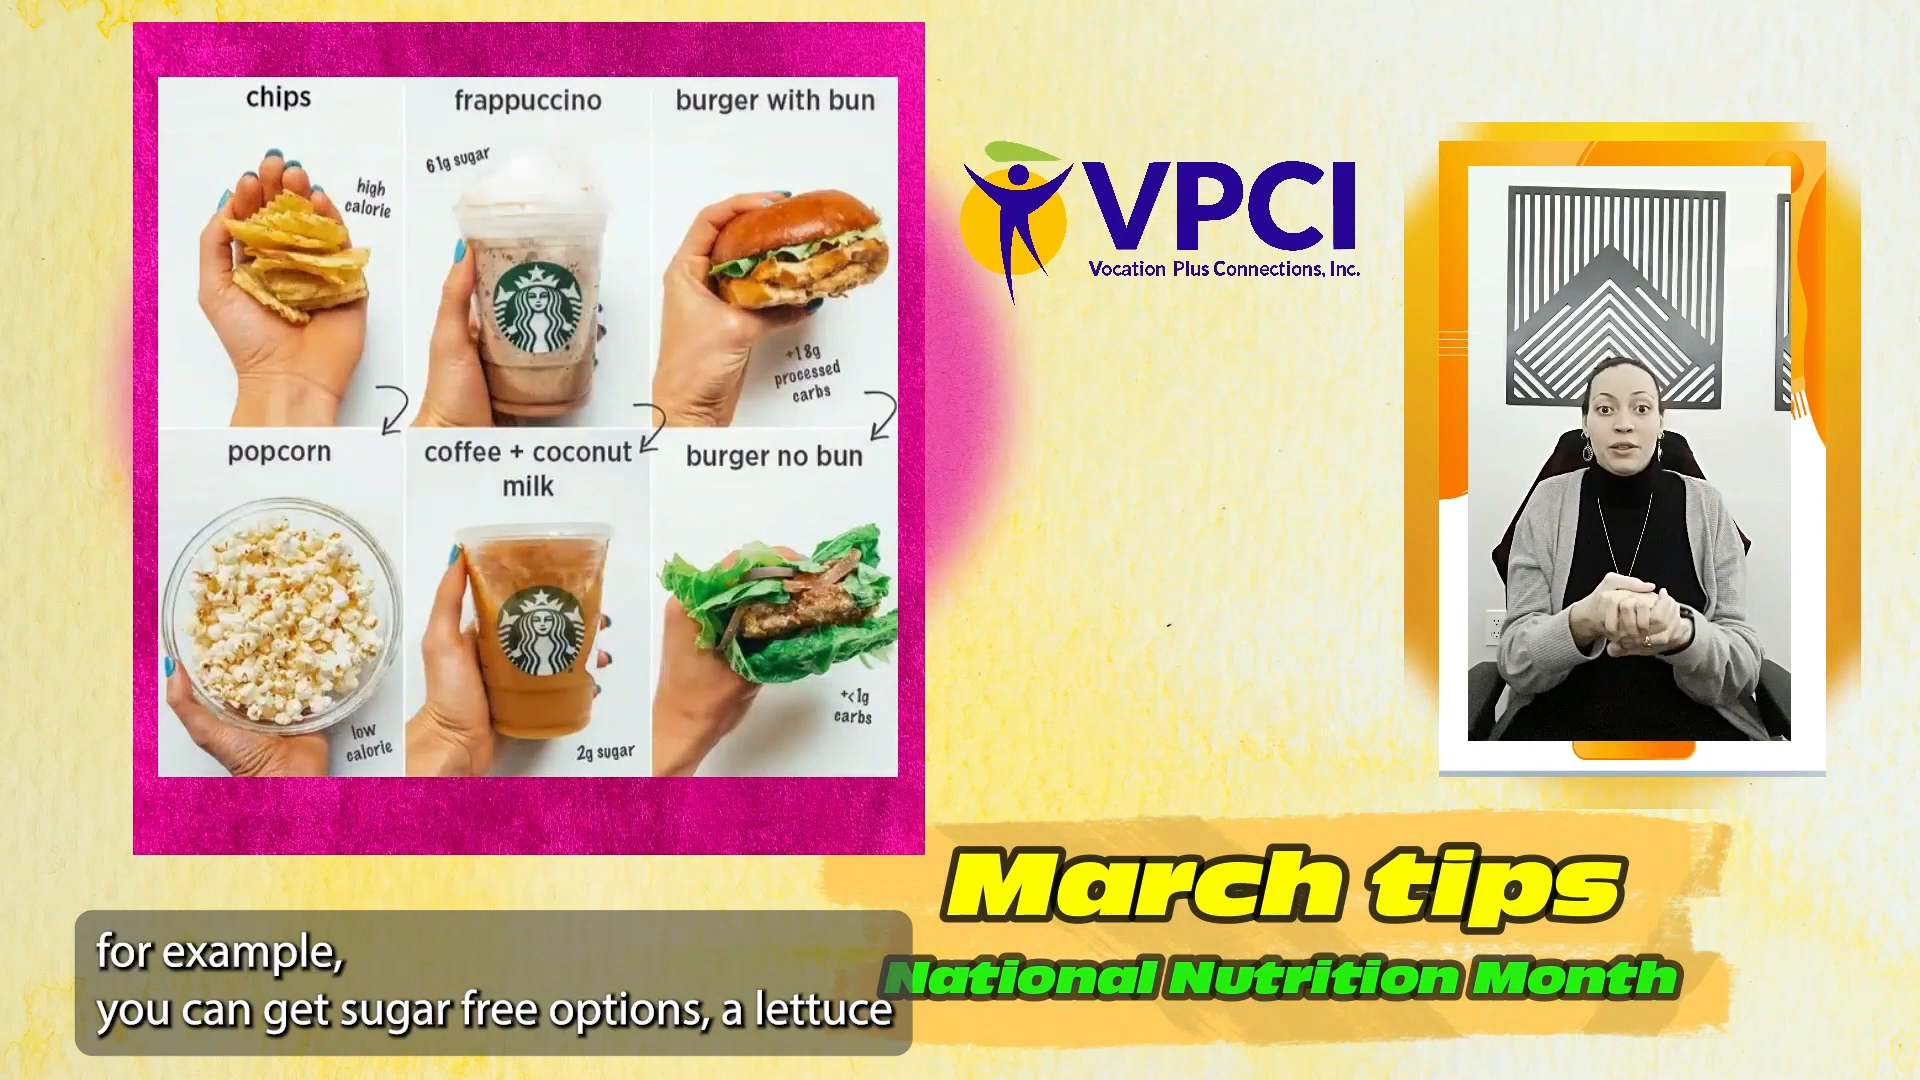 chips
frappuccino
burger with bun
high
calorie
61g sugar
+18g
processed
carbs
popcorn
coffee + coconut
milk
burger no bun
low
calorie
2g sugar
+<1g
carbs
VPCI
Vocation Plus Connections, Inc.
March tips
National Nutrition Month
for example,
you can get sugar free options, a lettuce